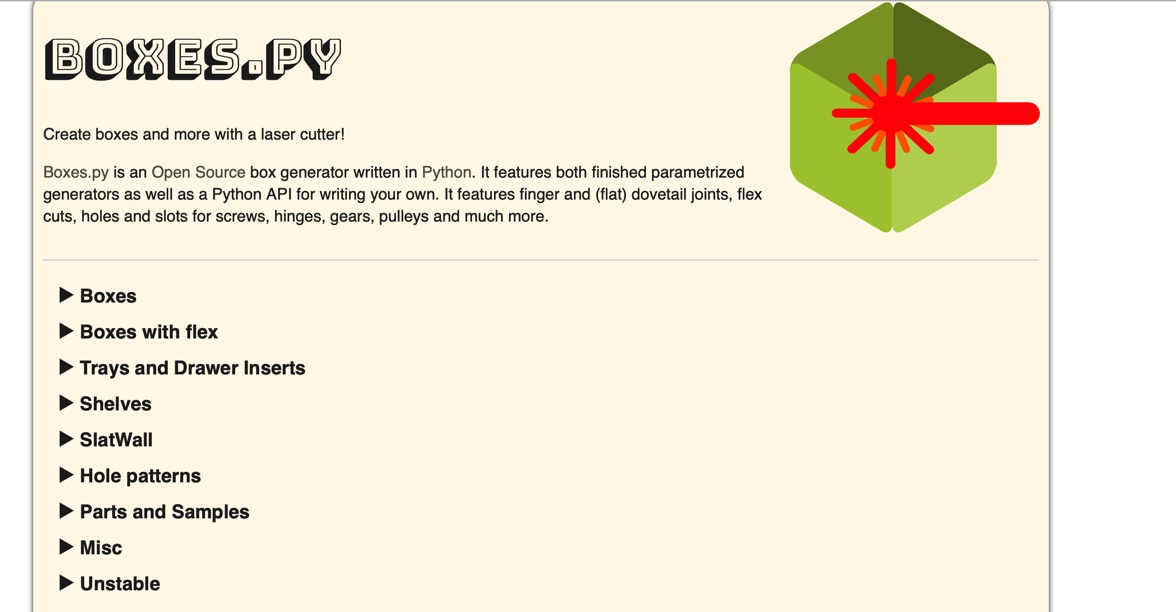 BOXES.PY
Create boxes and more with a laser cutter!
Boxes.py is an Open Source box generator written in Python. It features both finished parametrized
generators as well as a Python API for writing your own. It features finger and (flat) dovetail joints, flex
cuts, holes and slots for screws, hinges, gears, pulleys and much more.
Boxes
Boxes with flex
Trays and Drawer Inserts
Shelves
SlatWall
Hole patterns
Parts and Samples
Misc
Unstable